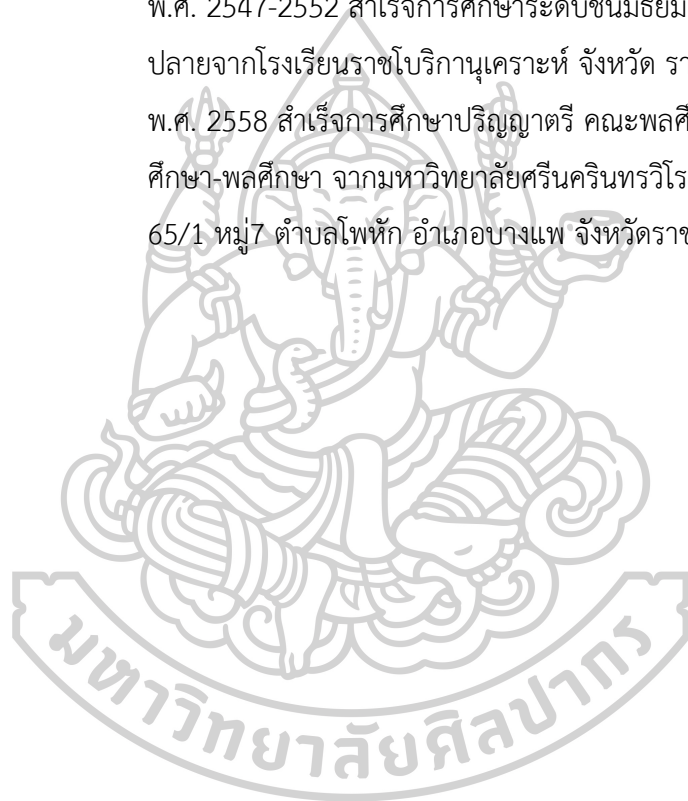 พ.ศ. 2547-2552 สำเร็จการศึกษาระดับชั้นมัธยม
ปลายจากโรงเรียนราชโบริกานุเคราะห์ จังหวัด รา
พ.ศ. 2558 สำเร็จการศึกษาปริญญาตรี คณะพลศึ
ศึกษา-พลศึกษา จากมหาวิทยาลัยศรีนครินทรวิโร
65/1 หมู่7 ตำบลโพหัก อำเภอบางแพ จังหวัดราช
มหาวิทยาลัยศิลปากร